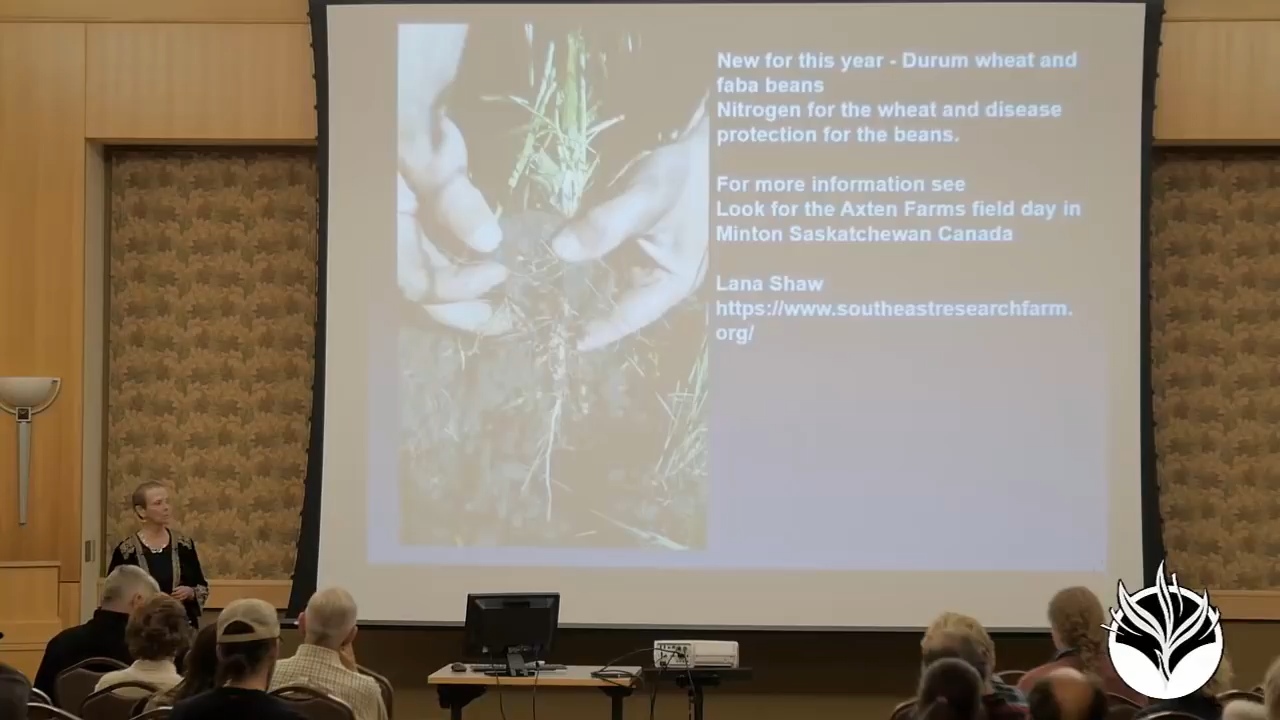 New for this year - Durum wheat and
faba beans
Nitrogen for the wheat and disease
protection for the beans.
For more information see
Look for the Axten Farms field day in
Minton Saskatchewan Canada
Lana Shaw
https://www.southeastresearchfarm.
org/